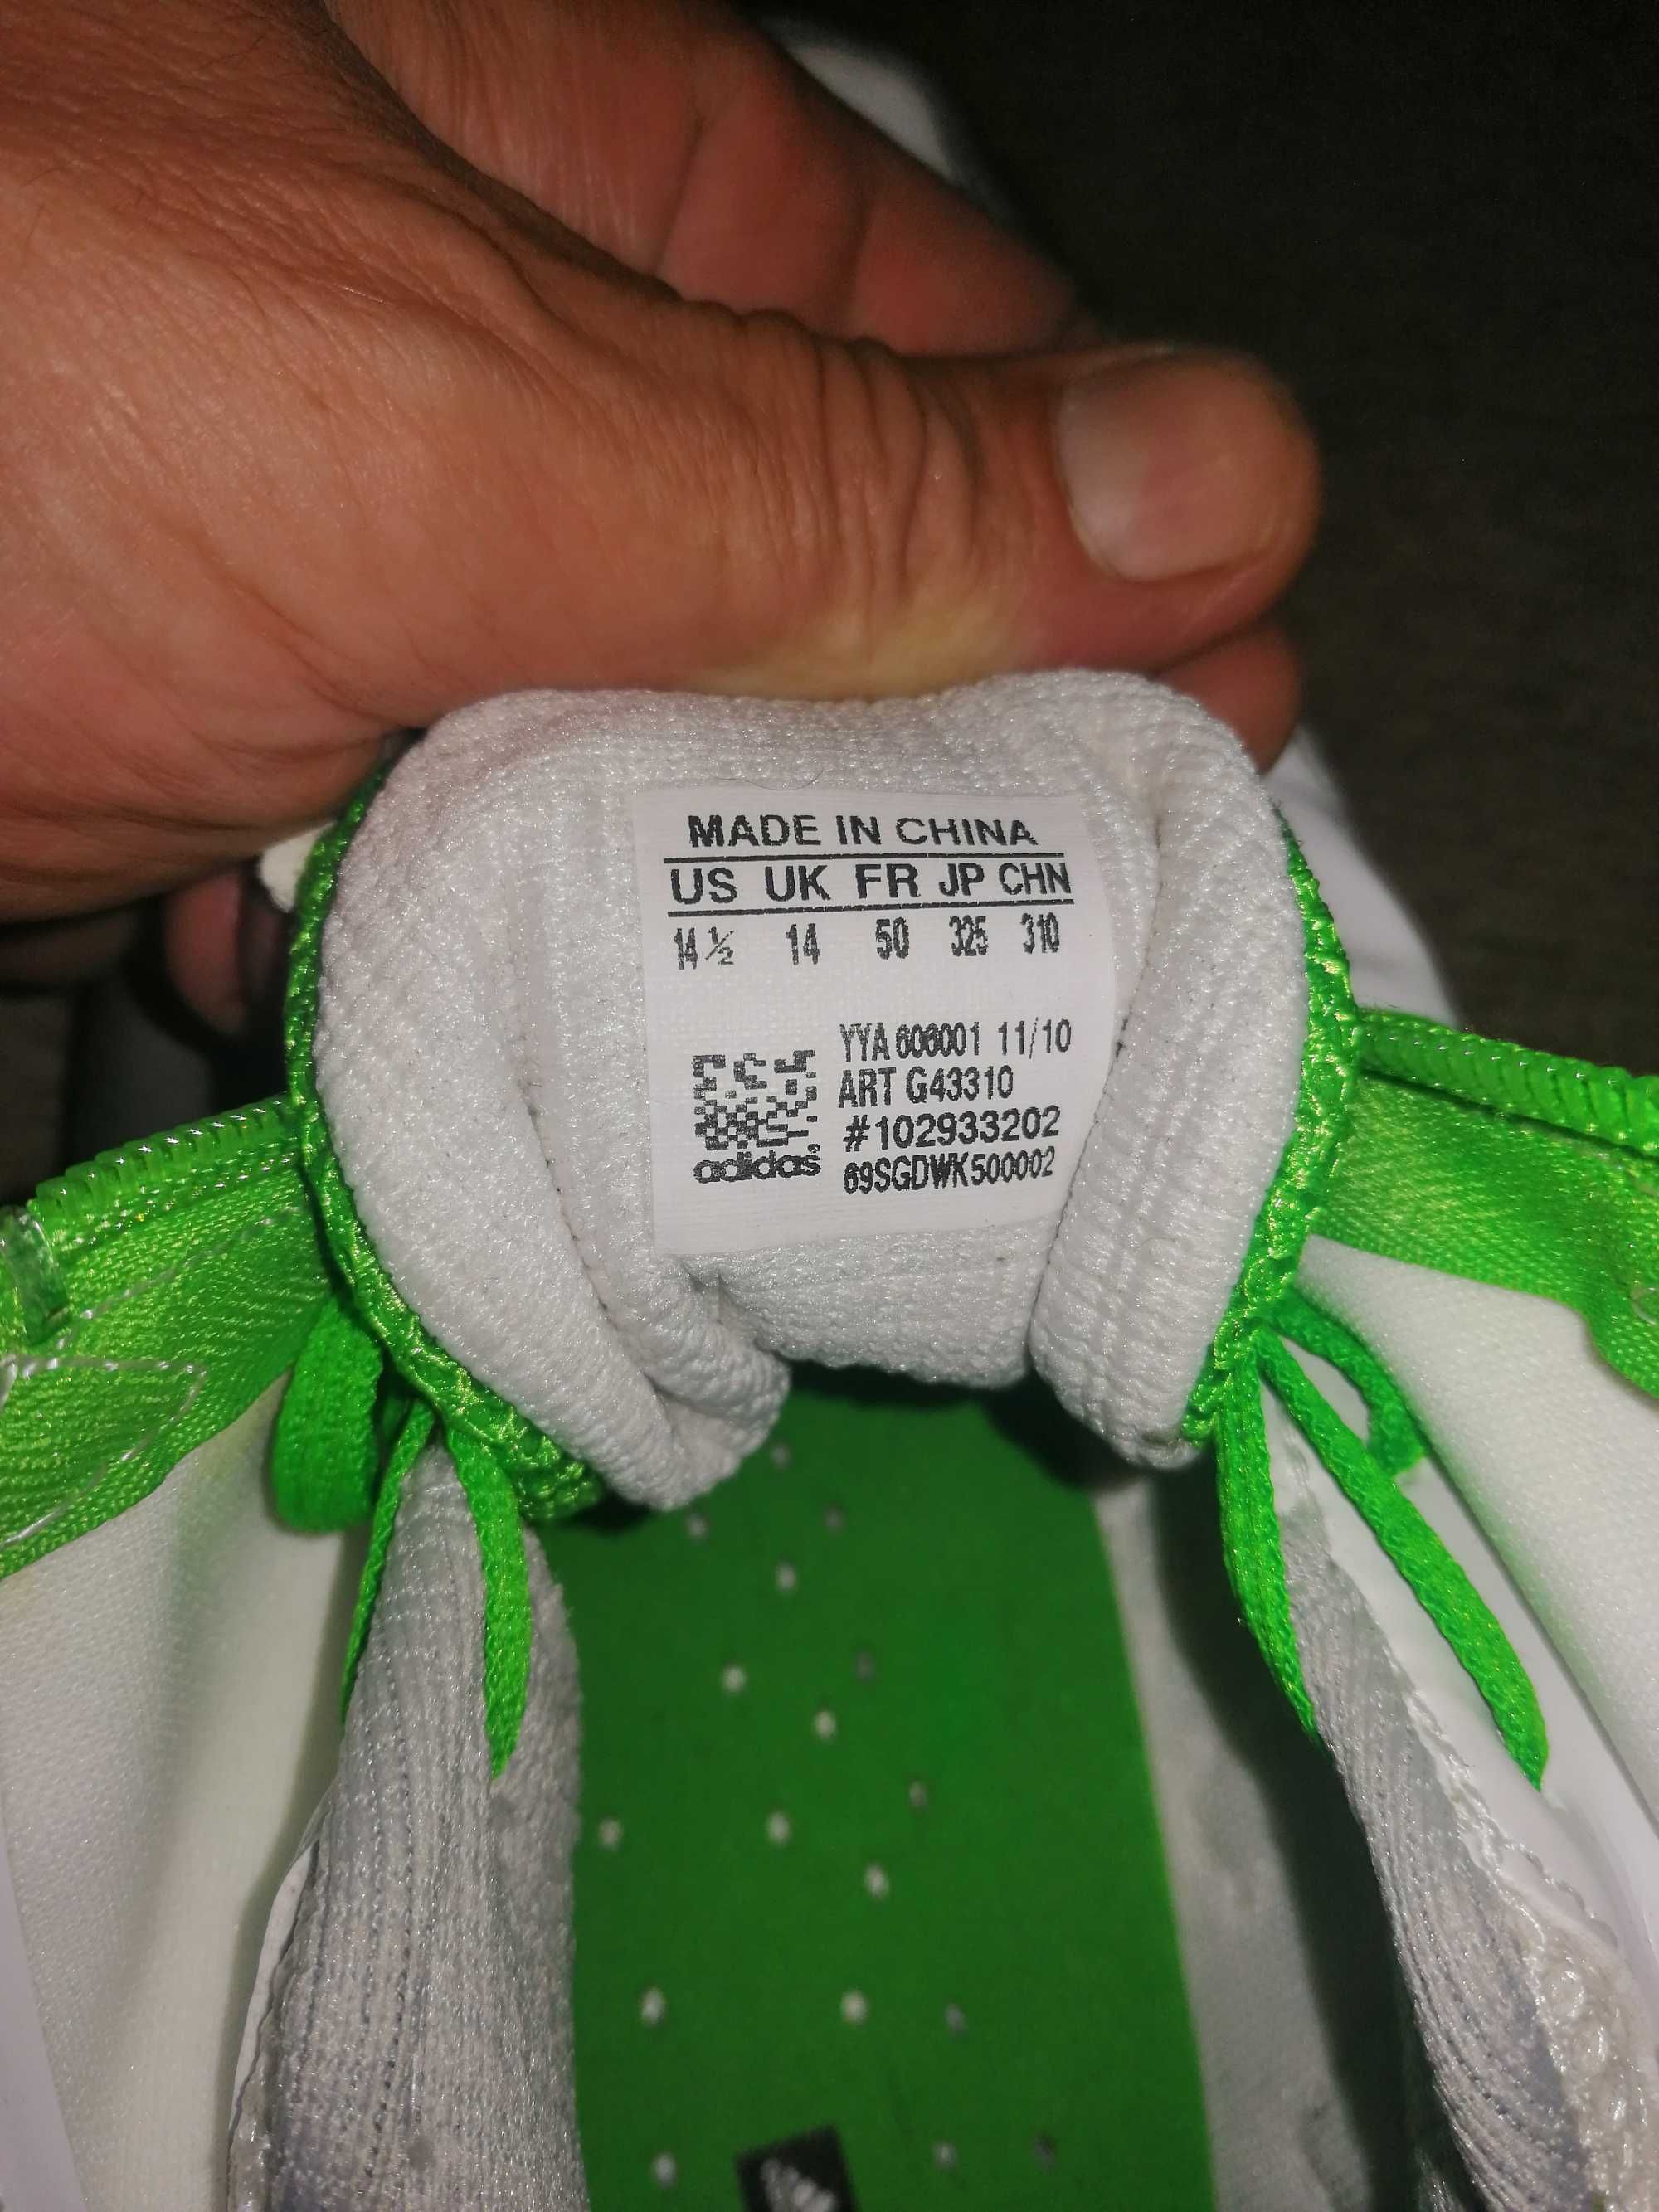 MADE IN CHINA
US UK FR JP CHN
14 ½ 14 50 325 310
YYA 606001 11/10
ART G43310
#102933202
69SGDWK500002
adidas®